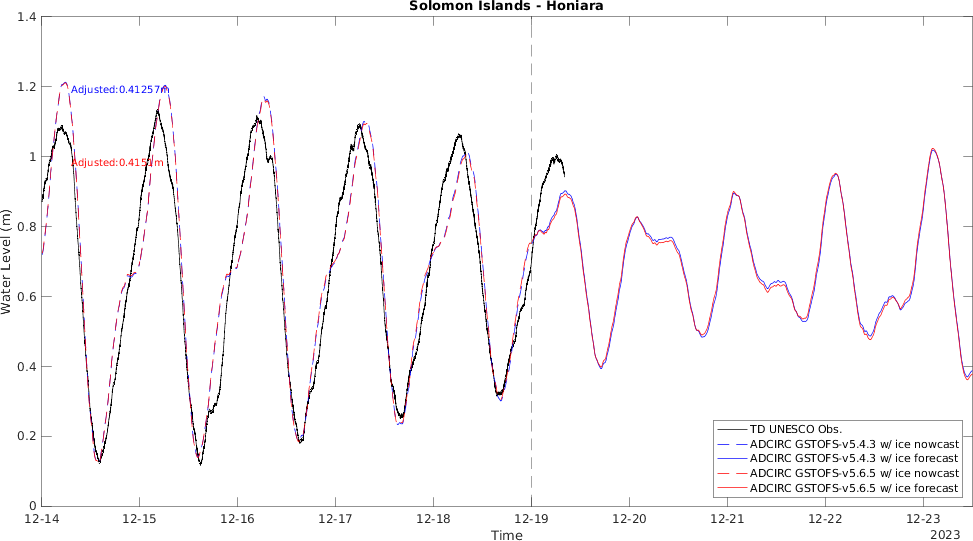 Solomon Islands - Honiara
1.4
1.2
1
0.8
0.6
0.4
0.2
0
Water Level (m)
Adjusted:0.41257m
Adjusted:0.4151m
TD UNESCO Obs.
ADCIRC GSTOFS-v5.4.3 w/ ice nowcast
ADCIRC GSTOFS-v5.4.3 w/ ice forecast
ADCIRC GSTOFS-v5.6.5 w/ ice nowcast
ADCIRC GSTOFS-v5.6.5 w/ ice forecast
12-14 12-15 12-16 12-17 12-18 12-19 12-20 12-21 12-22 12-23
Time
2023